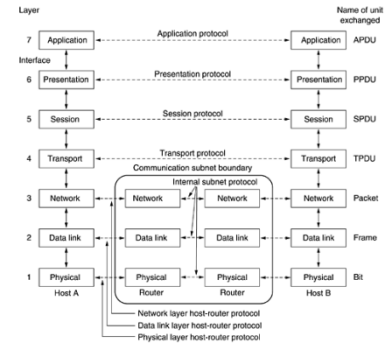 Layer
Name of unit exchanged
7 Application Application protocol Application APDU
Interface
6 Presentation Presentation protocol Presentation PPDU
5 Session Session protocol Session SPDU
4 Transport Transport protocol Transport TPDU
Communication subnet boundary
Internal subnet protocol
3 Network Network Network Network Packet
2 Data link Data link Data link Data link Frame
1 Physical Physical Physical Physical Bit
Host A Router Router Host B
Network layer host-router protocol
Data link layer host-router protocol
Physical layer host-router protocol